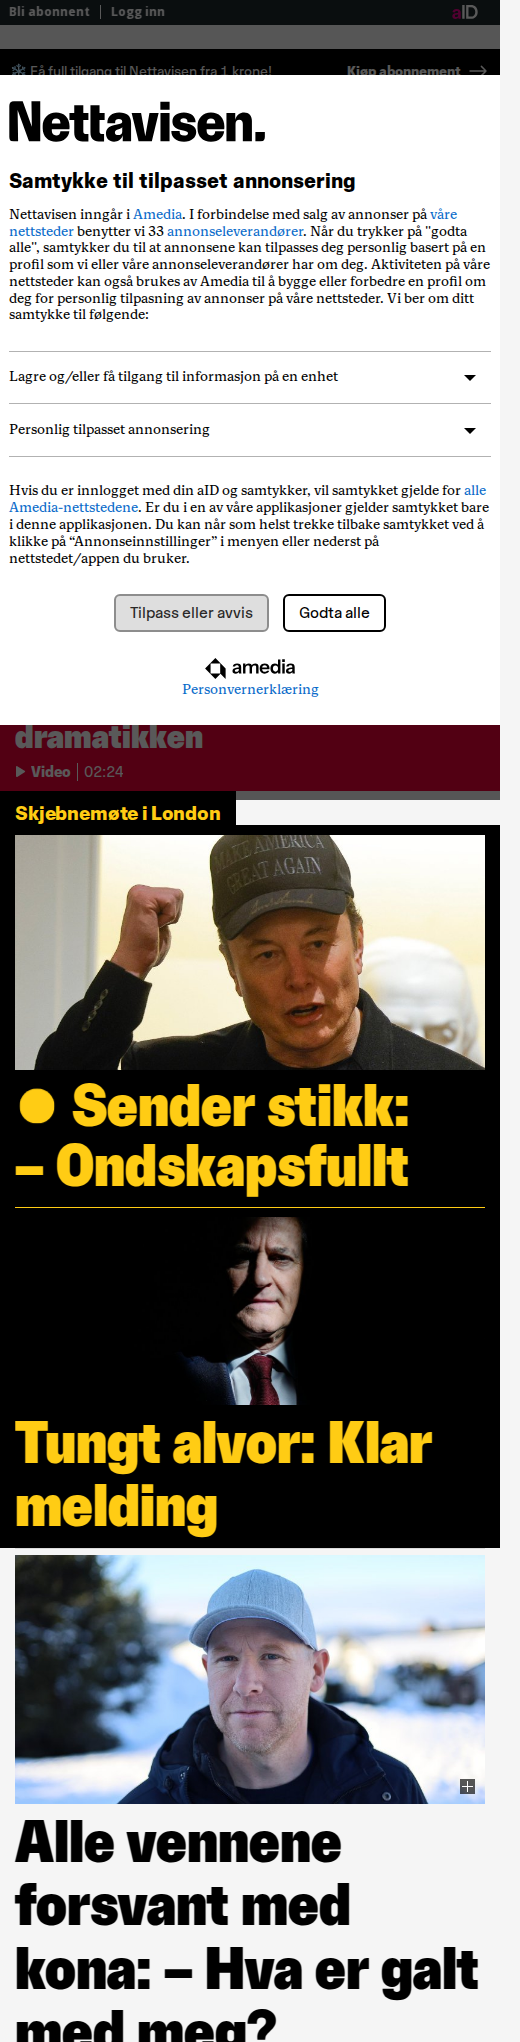 Bli abonnent | Logg inn
aID
Få full tilgang til Nettavisen fra 1 krone!
Kjøp abonnement →
Nettavisen.
Samtykke til tilpasset annonsering
Nettavisen inngår i Amedia. I forbindelse med salg av annonser på våre
nettsteder benytter vi 33 annonseleverandører. Når du trykker på "godta
alle", samtykker du til at annonsene kan tilpasses deg personlig basert på en
profil som vi eller våre annonseleverandører har om deg. Aktiviteten på våre
nettsteder kan også brukes av Amedia til å bygge eller forbedre en profil om
deg for personlig tilpasning av annonser på våre nettsteder. Vi ber om ditt
samtykke til følgende:
Lagre og/eller få tilgang til informasjon på en enhet
Personlig tilpasset annonsering
Hvis du er innlogget med din aID og samtykker, vil samtykket gjelde for alle
Amedia-nettstedene. Er du i en av våre applikasjoner gjelder samtykket bare
i denne applikasjonen. Du kan når som helst trekke tilbake samtykket ved å
klikke på “Annonseinnstillinger” i menyen eller nederst på
nettstedet/appen du bruker.
Tilpass eller avvis
Godta alle
amedia
Personvernerklæring
dramatikken
Video | 02:24
Skjebnemøte i London
MAKE AMERICA
GREAT AGAIN
● Sender stikk:
– Ondskapsfullt
Tungt alvor: Klar
melding
Alle vennene
forsvant med
kona: – Hva er galt
med meg?